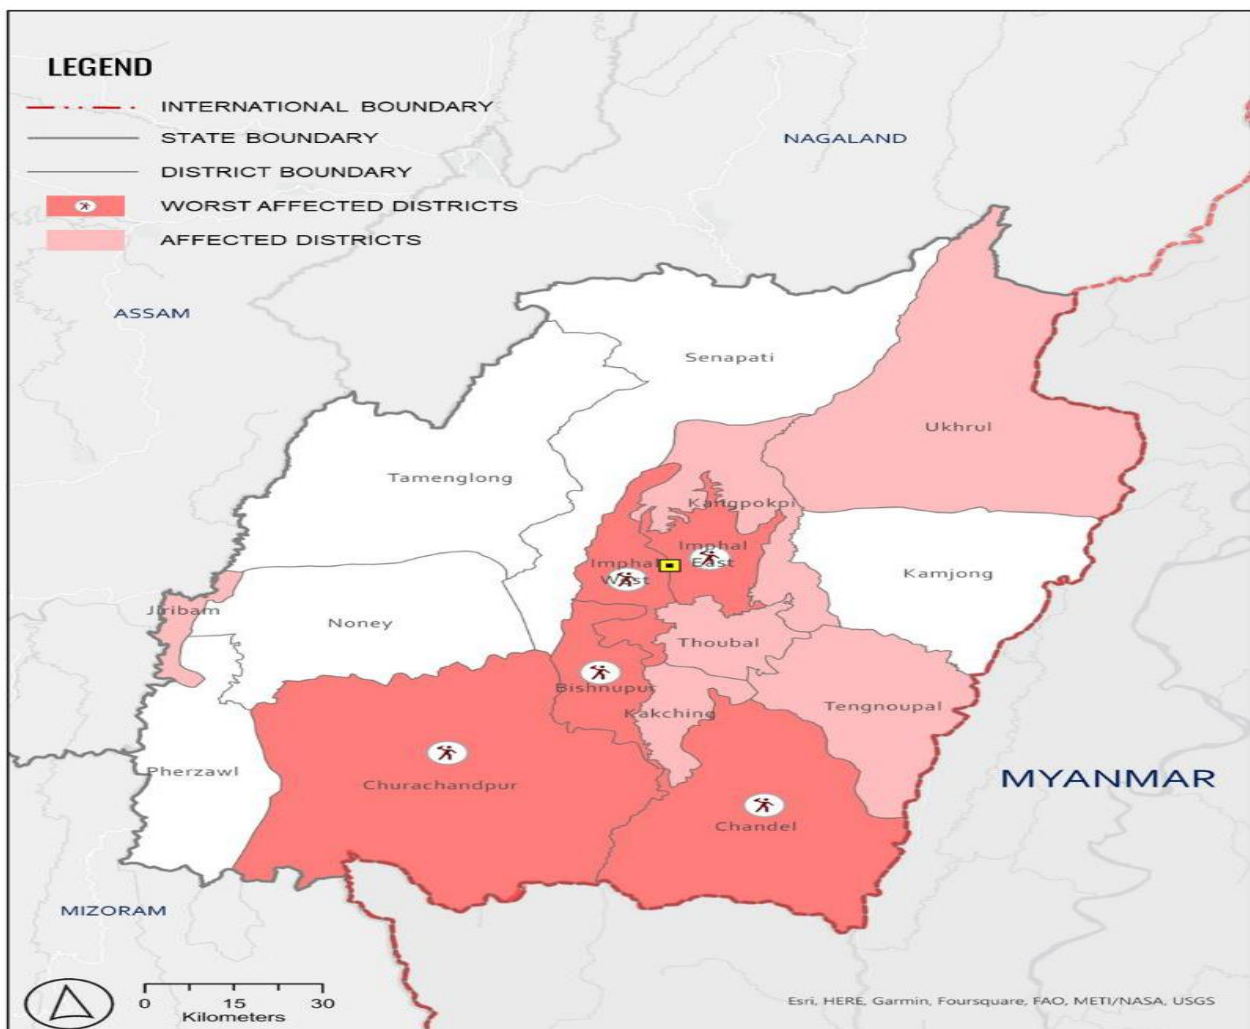 LEGEND
INTERNATIONAL BOUNDARY
STATE BOUNDARY
DISTRICT BOUNDARY
WORST AFFECTED DISTRICTS
AFFECTED DISTRICTS
NAGALAND
ASSAM
Senapati
Ukhrul
Tamenglong
Kangpokpi
Imphal
East
Imphal
West
Kamjong
Jiribam
Noney
Thoubal
Bishnupur
Kakching
Tengnoupal
Pherzawl
Churachandpur
MYANMAR
Chandel
MIZORAM
0 15 30
Kilometers
Esri, HERE, Garmin, Foursquare, FAO, METI/NASA, USGS